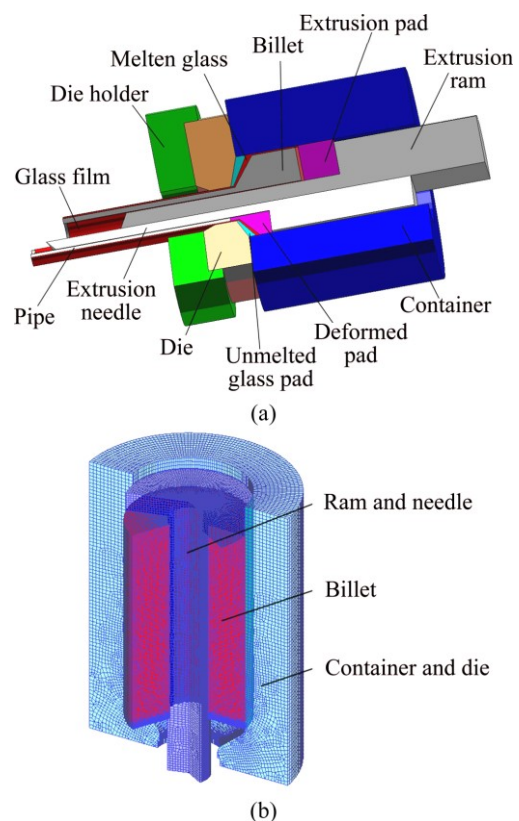 Extrusion pad
Billet
Extrusion
ram
Melten glass
Die holder
Glass film
Extrusion
needle
Pipe
Container
Deformed
pad
Die
Unmelted
glass pad
(a)
Ram and needle
Billet
Container and die
(b)